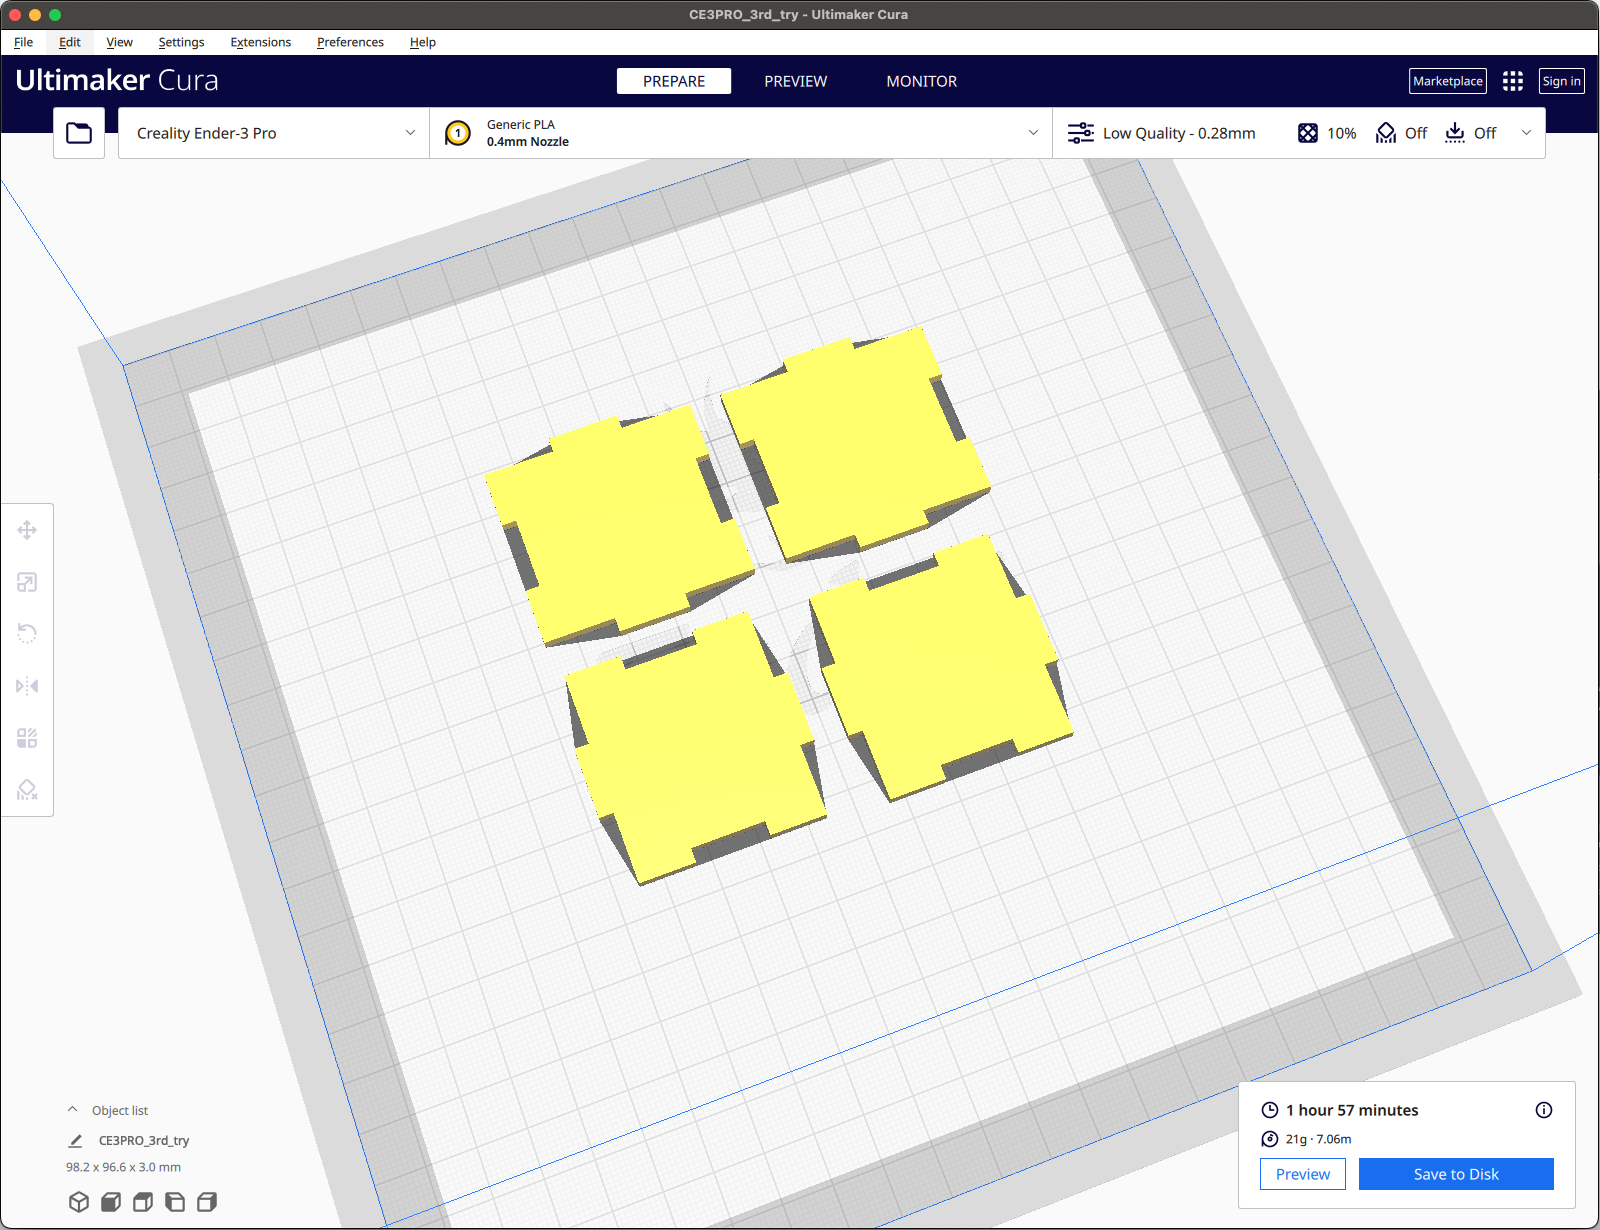 CE3PRO_3rd_try - Ultimaker Cura
File Edit View Settings Extensions Preferences Help
Ultimaker Cura
PREPARE PREVIEW MONITOR
Marketplace
Sign in
Creality Ender-3 Pro
1
Generic PLA
0.4mm Nozzle
Low Quality - 0.28mm
10%
Off
Off
Object list
CE3PRO_3rd_try
98.2 x 96.6 x 3.0 mm
1 hour 57 minutes
21g · 7.06m
Preview
Save to Disk